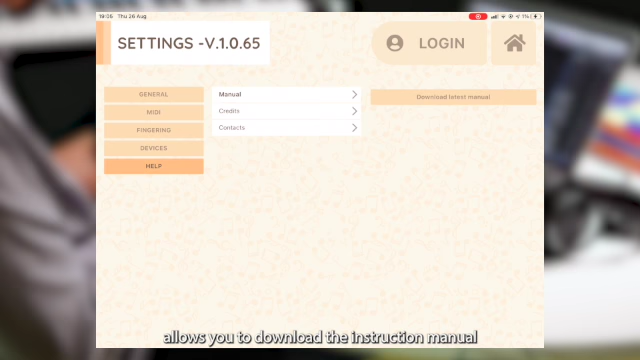 19:05 Thu 26 Aug
1%
SETTINGS -V.1.0.65
LOGIN
GENERAL
MIDI
FINGERING
DEVICES
HELP
Manual
Credits
Contacts
Download latest manual
allows you to download the instruction manual